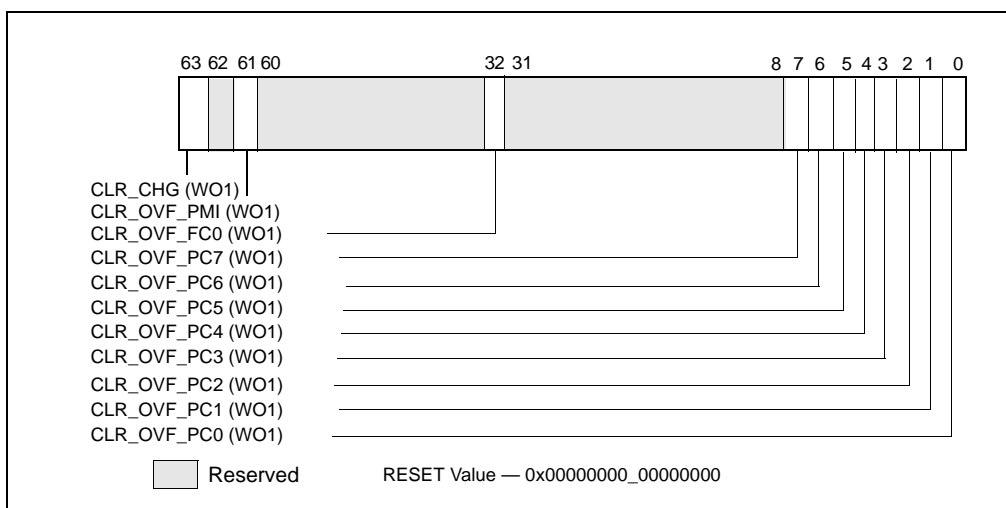 63 62 61 60 32 31 8 7 6 5 4 3 2 1 0
CLR_CHG (WO1)
CLR_OVF_PMI (WO1)
CLR_OVF_FC0 (WO1)
CLR_OVF_PC7 (WO1)
CLR_OVF_PC6 (WO1)
CLR_OVF_PC5 (WO1)
CLR_OVF_PC4 (WO1)
CLR_OVF_PC3 (WO1)
CLR_OVF_PC2 (WO1)
CLR_OVF_PC1 (WO1)
CLR_OVF_PC0 (WO1)
Reserved RESET Value — 0x00000000_00000000